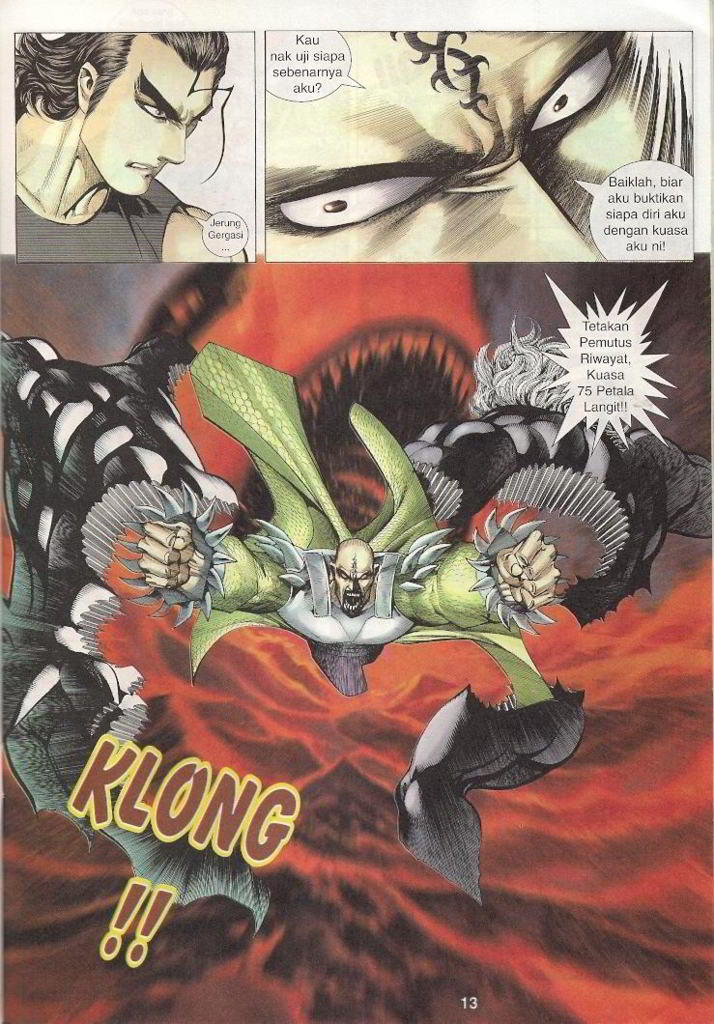 Jerung
Gergasi
...
Kau
nak uji siapa
sebenarnya
aku?
Baiklah, biar
aku buktikan
siapa diri aku
dengan kuasa
aku ni!
Tetakan
Pemutus
Riwayat,
Kuasa
75 Petala
Langit!!
KLONG
!!
13